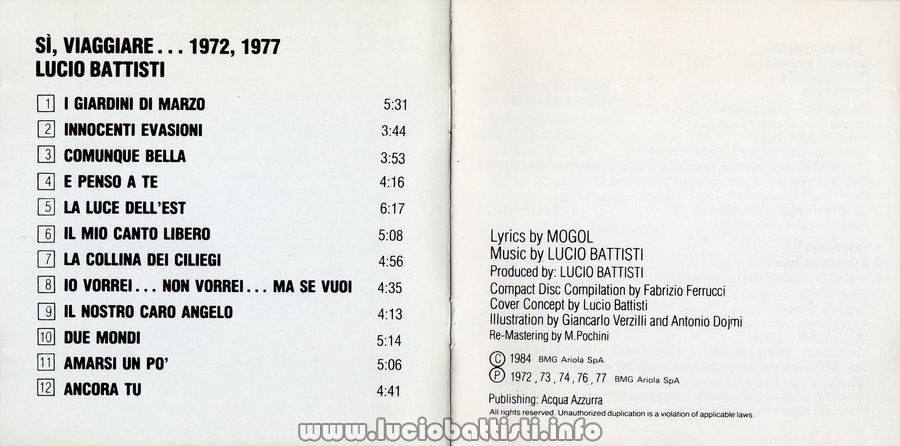 SÌ, VIAGGIARE... 1972, 1977
LUCIO BATTISTI
1 I GIARDINI DI MARZO 5:31
2 INNOCENTI EVASIONI 3:44
3 COMUNQUE BELLA 3:53
4 E PENSO A TE 4:16
5 LA LUCE DELL'EST 6:17
6 IL MIO CANTO LIBERO 5:08
7 LA COLLINA DEI CILIEGI 4:56
8 IO VORREI... NON VORREI... MA SE VUOI 4:35
9 IL NOSTRO CARO ANGELO 4:13
10 DUE MONDI 5:14
11 AMARSI UN PO' 5:06
12 ANCORA TU 4:41
Lyrics by MOGOL
Music by LUCIO BATTISTI
Produced by: LUCIO BATTISTI
Compact Disc Compilation by Fabrizio Ferrucci
Cover Concept by Lucio Battisti
Illustration by Giancarlo Verzilli and Antonio Dojmi
Re-Mastering by M.Pochini
Ⓒ 1984 BMG Ariola SpA
Ⓟ 1972,73,74,76,77 BMG Ariola SpA
Publishing: Acqua Azzurra
All rights reserved. Unauthorized duplication is a violation of applicable laws.
www.luciobattisti.info